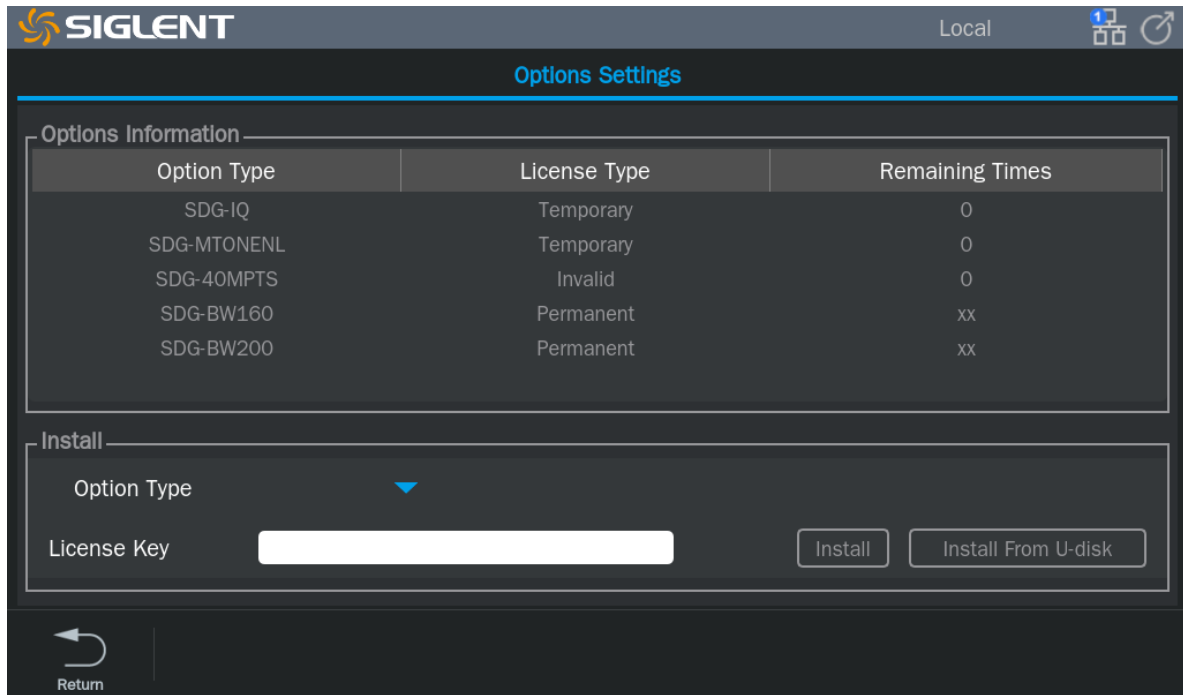 SIGLENT Local 1
Options Settings
Options Information
Option Type License Type Remaining Times
SDG-IQ Temporary 0
SDG-MTONENL Temporary 0
SDG-40MPTS Invalid 0
SDG-BW160 Permanent xx
SDG-BW200 Permanent xx
Install
Option Type
License Key Install Install From U-disk
Return